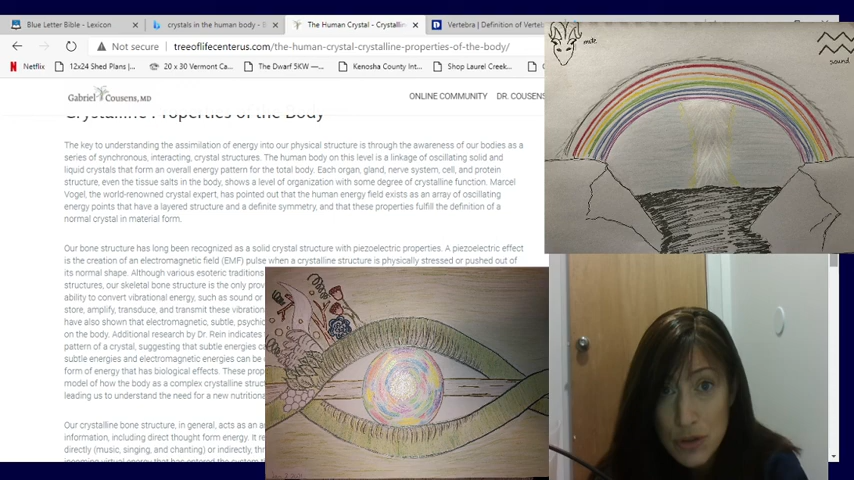 Blue Letter Bible - Lexicon
crystals in the human body - B
The Human Crystal - Crystalline
Vertebra | Definition of Verteb
Not secure
treeoflifecenterus.com/the-human-crystal-crystalline-properties-of-the-body/
Netflix
12x24 Shed Plans |...
20 x 30 Vermont Ca...
The Dwarf 5KW —...
Kenosha County Int...
Shop Laurel Creek...
Gabriel Cousens, MD
ONLINE COMMUNITY
DR. COUSENS
Crystalline Properties of the Body
The key to understanding the assimilation of energy into our physical structure is through the awareness of our bodies as a
series of synchronous, interacting, crystal structures. The human body on this level is a linkage of oscillating solid and
liquid crystals that form an overall energy pattern for the total body. Each organ, gland, nerve system, cell, and protein
structure, even the tissue salts in the body, shows a level of organization with some degree of crystalline function. Marcel
Vogel, the world-renowned crystal expert, has pointed out that the human energy field exists as an array of oscillating
energy points that have a layered structure and a definite symmetry, and that these properties fulfill the definition of a
normal crystal in material form.
Our bone structure has long been recognized as a solid crystal structure with piezoelectric properties. A piezoelectric effect
is the creation of an electromagnetic field (EMF) pulse when a crystalline structure is physically stressed or pushed out of
its normal shape. Although various esoteric traditions
structures, our skeletal bone structure is the only prov
ability to convert vibrational energy, such as sound or
store, amplify, transduce, and transmit these vibration
have also shown that electromagnetic, subtle, psychic
on the body. Additional research by Dr. Rein indicates
pattern of a crystal, suggesting that subtle energies ca
subtle energies and electromagnetic energies can be
form of energy that has biological effects. These prop
model of how the body as a complex crystalline struct
leading us to understand the need for a new nutrition
Our crystalline bone structure, in general, acts as an a
information, including direct thought form energy. It re
directly (music, singing, and chanting) or indirectly, thr
incoming virtual energy that has entered the system t
sound